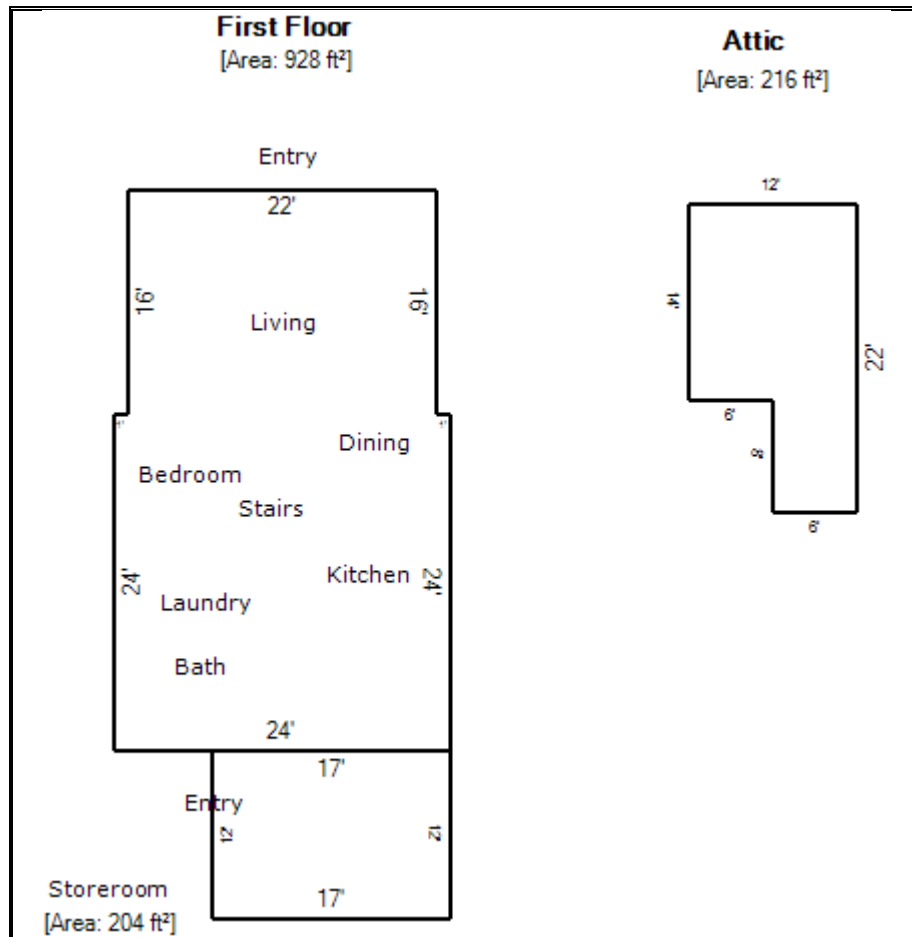 First Floor
[Area: 928 ft²]
Attic
[Area: 216 ft²]
Entry
22'
12'
16'
16'
14'
Living
22'
1'
1'
6'
Dining
Bedroom
8'
Stairs
6'
24'
Kitchen
24'
Laundry
Bath
24'
17'
Entry
12'
12'
Storeroom
[Area: 204 ft²]
17'